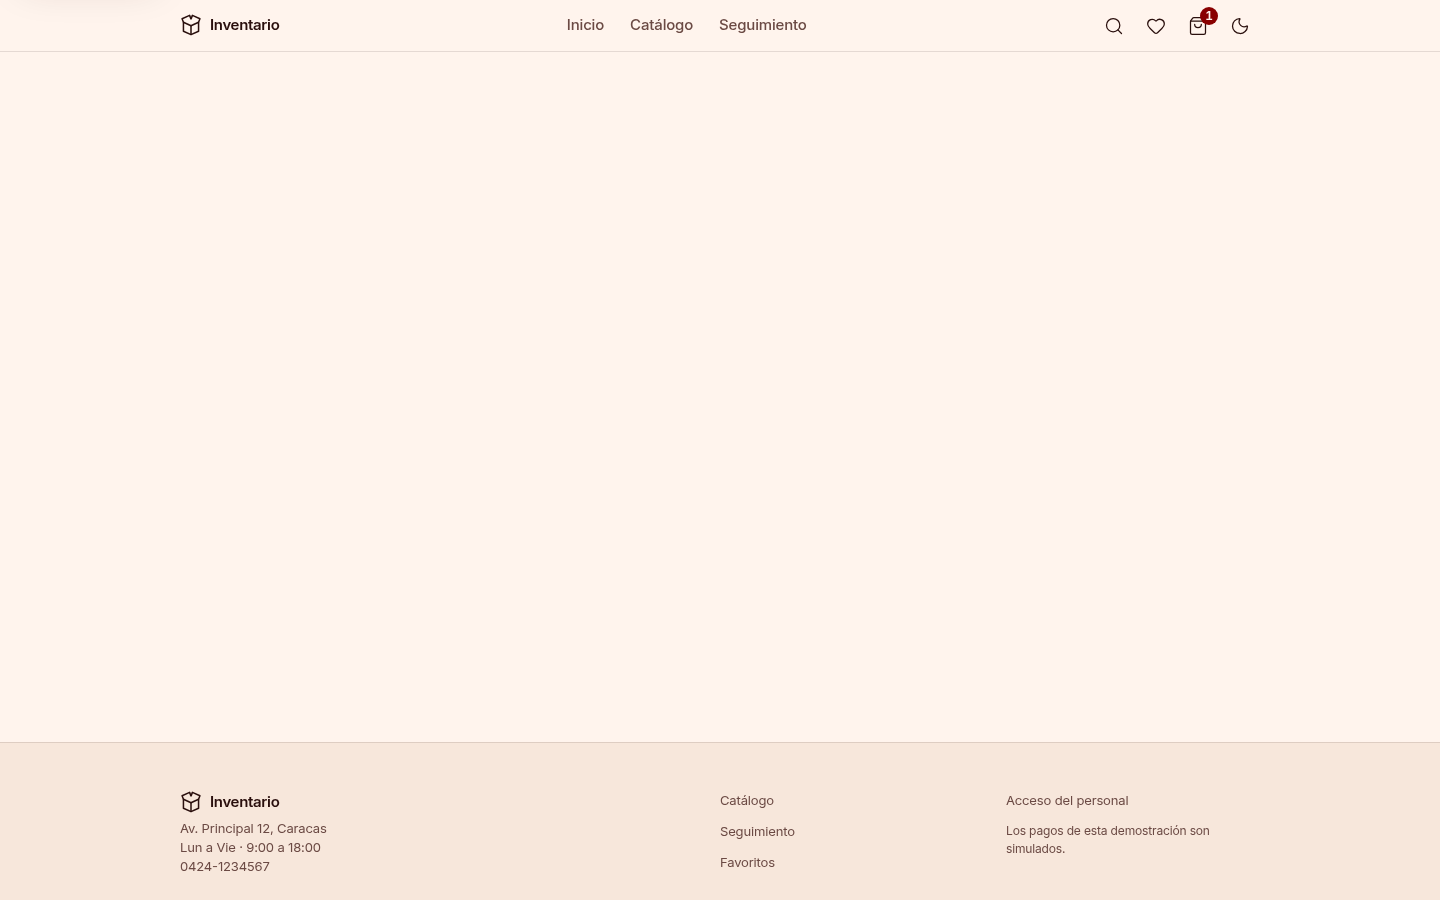 Inventario
Inicio
Catálogo
Seguimiento
1
Inventario
Av. Principal 12, Caracas
Lun a Vie · 9:00 a 18:00
0424-1234567
Catálogo
Seguimiento
Favoritos
Acceso del personal
Los pagos de esta demostración son
simulados.